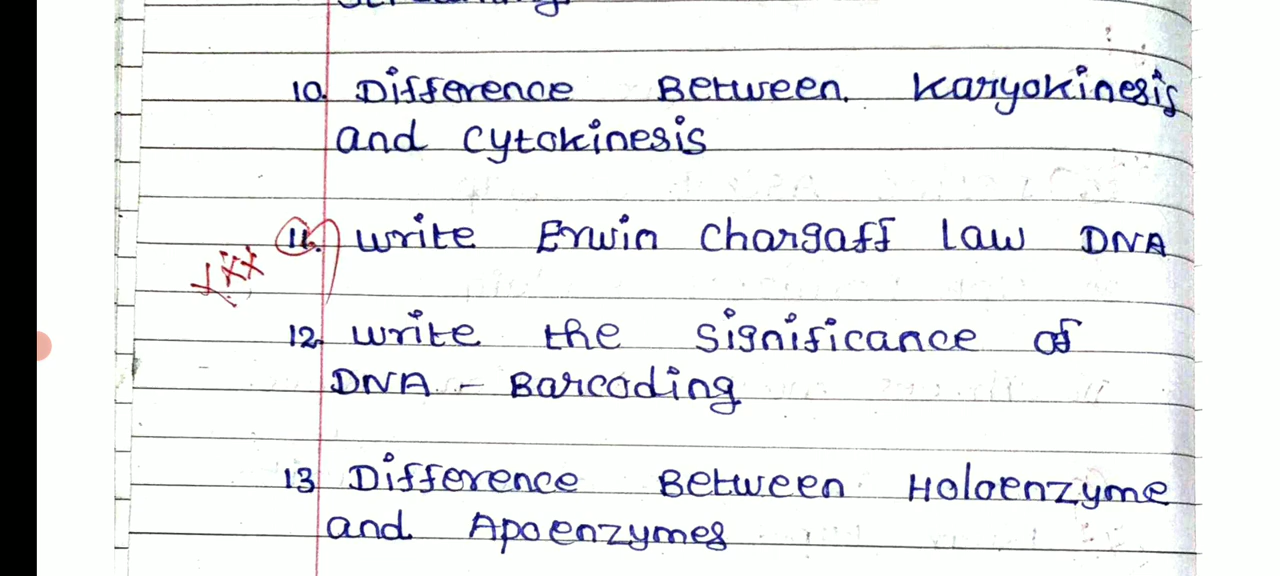 10. Difference Between. Karyokinesis
and Cytokinesis
11. Write Erwin Chargaff Law DNA
xxx
12. Write the Significance of
DNA - Barcoding
13 Difference Between Holoenzyme
and Apoenzymes